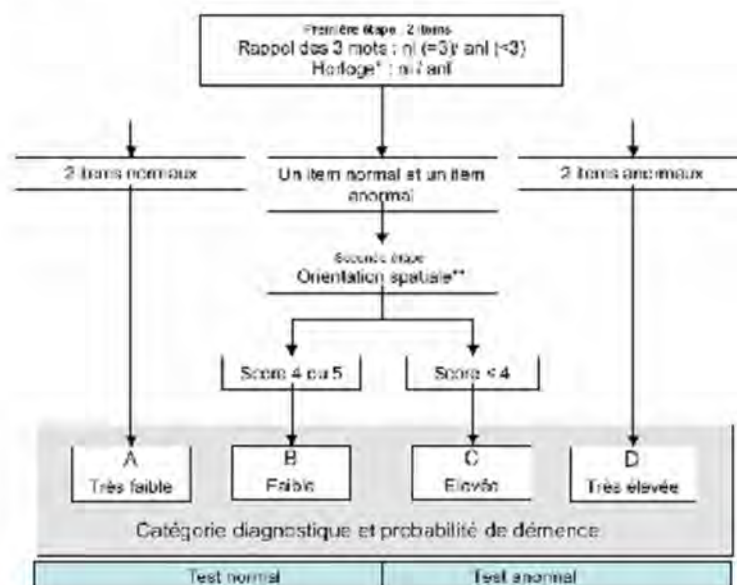 Première étape : 2 items
Rappel des 3 mots : nl (=3)/ anl (<3)
Horloge* : nl / anl
2 items normaux
Un item normal et un item
anormal
2 items anormaux
Seconde étape
Orientation spatiale**
Score 4 ou 5
Score < 4
A
Très faible
B
Faible
C
Elevée
D
Très élevée
Catégorie diagnostique et probabilité de démence
Test normal
Test anormal